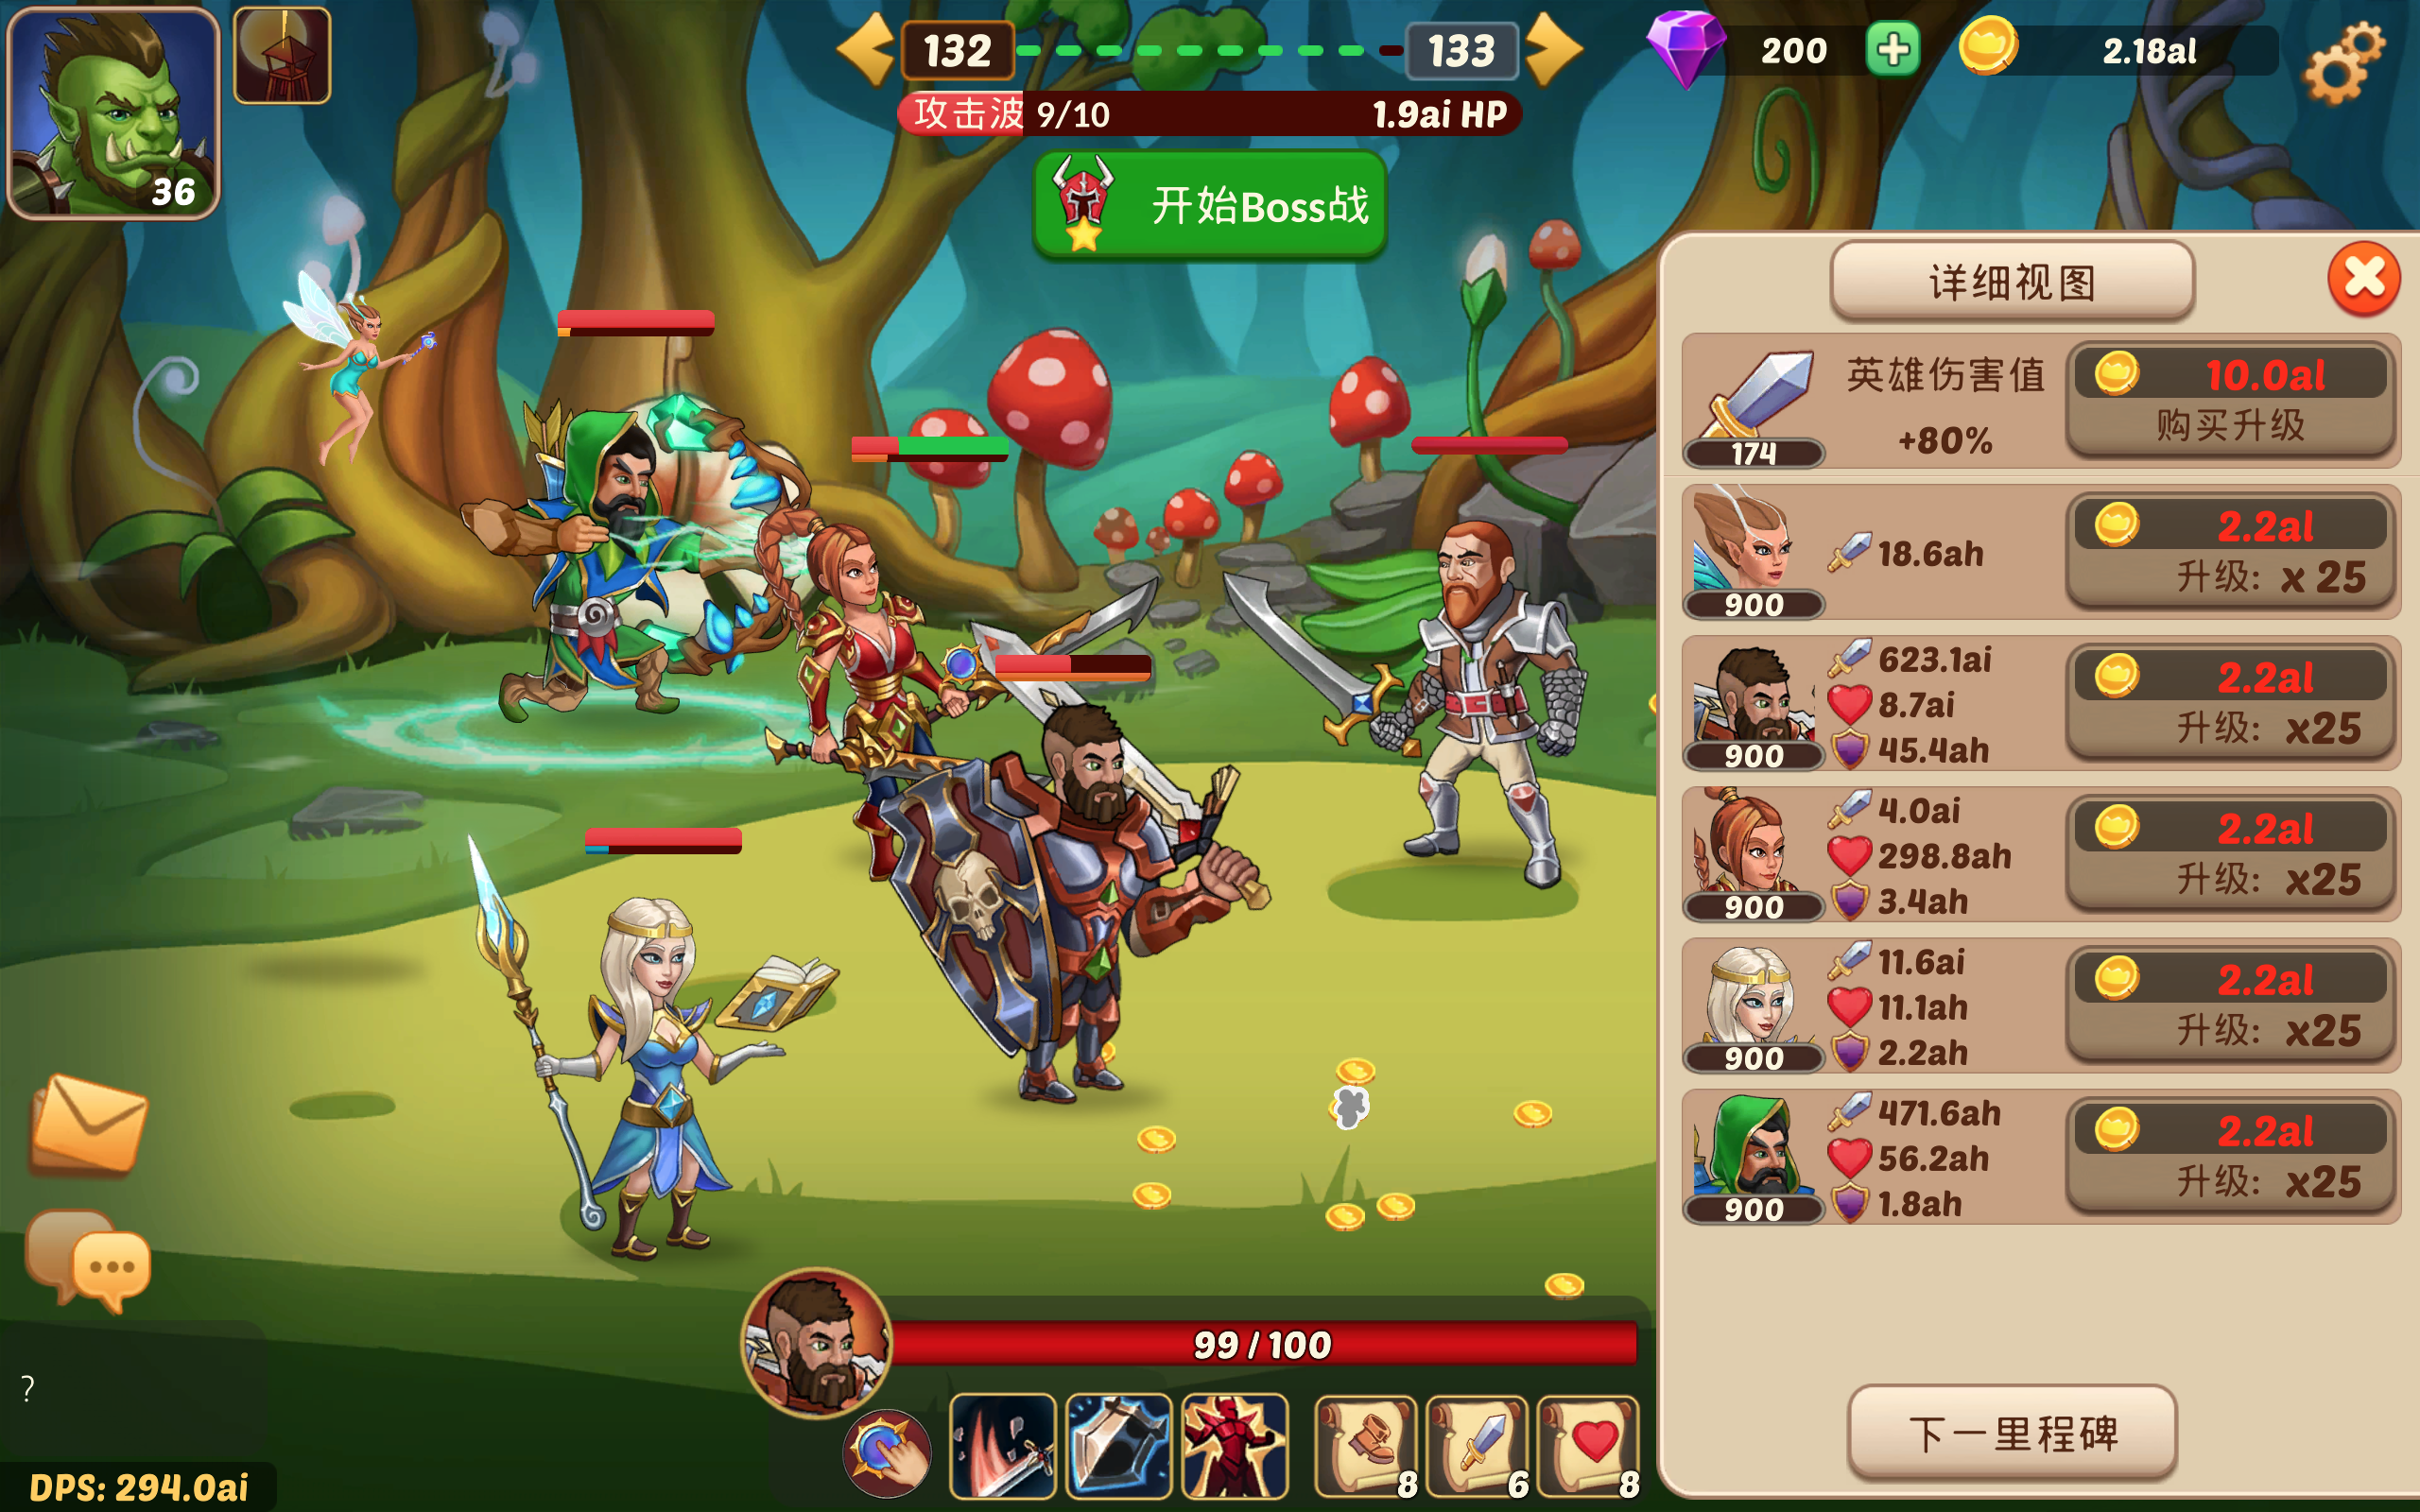 36
132
133
200
2.18al
攻击波 9/10
1.9ai HP
开始Boss战
详细视图
英雄伤害值
+80%
174
10.0al
购买升级
18.6ah
900
2.2al
升级: x 25
623.1ai
8.7ai
45.4ah
900
2.2al
升级: x25
4.0ai
298.8ah
3.4ah
900
2.2al
升级: x25
11.6ai
11.1ah
2.2ah
900
2.2al
升级: x25
471.6ah
56.2ah
1.8ah
900
2.2al
升级: x25
下一里程碑
99 / 100
8
6
8
?
DPS: 294.0ai